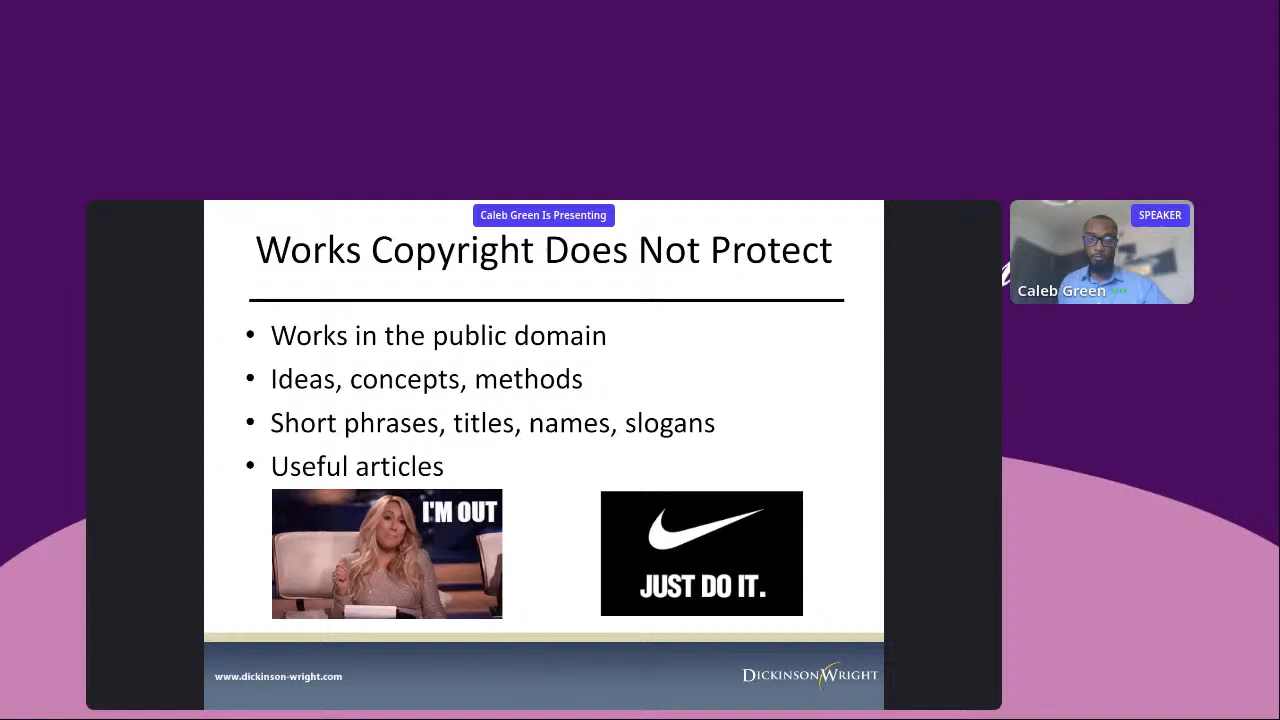 Caleb Green Is Presenting
SPEAKER
Works Copyright Does Not Protect
Caleb Green
• Works in the public domain
• Ideas, concepts, methods
• Short phrases, titles, names, slogans
• Useful articles
I'M OUT
JUST DO IT.
www.dickinson-wright.com
DICKINSON WRIGHT